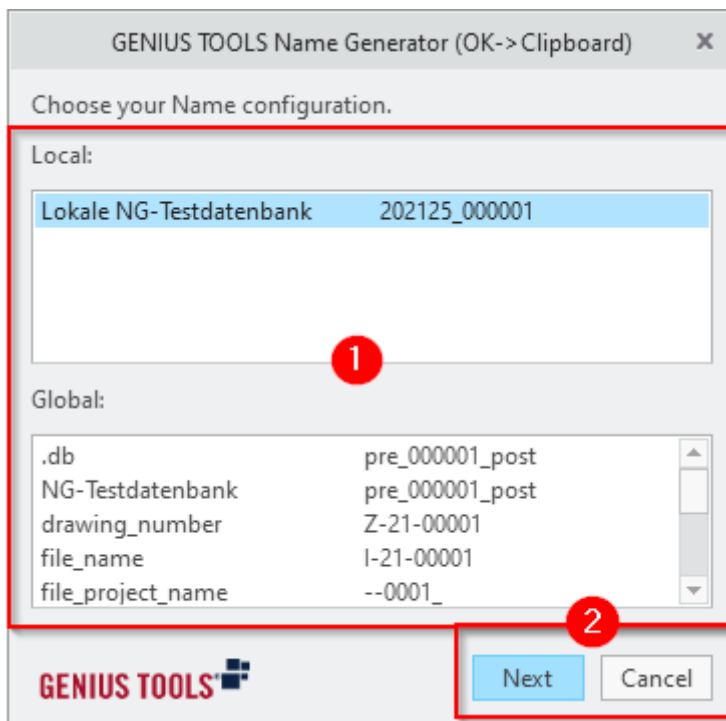 GENIUS TOOLS Name Generator (OK->Clipboard) x
Choose your Name configuration.
Local:
Lokale NG-Testdatenbank 202125_000001
1
Global:
.db pre_000001_post
NG-Testdatenbank pre_000001_post
drawing_number Z-21-00001
file_name I-21-00001
file_project_name --0001_
2
GENIUS TOOLS Next Cancel